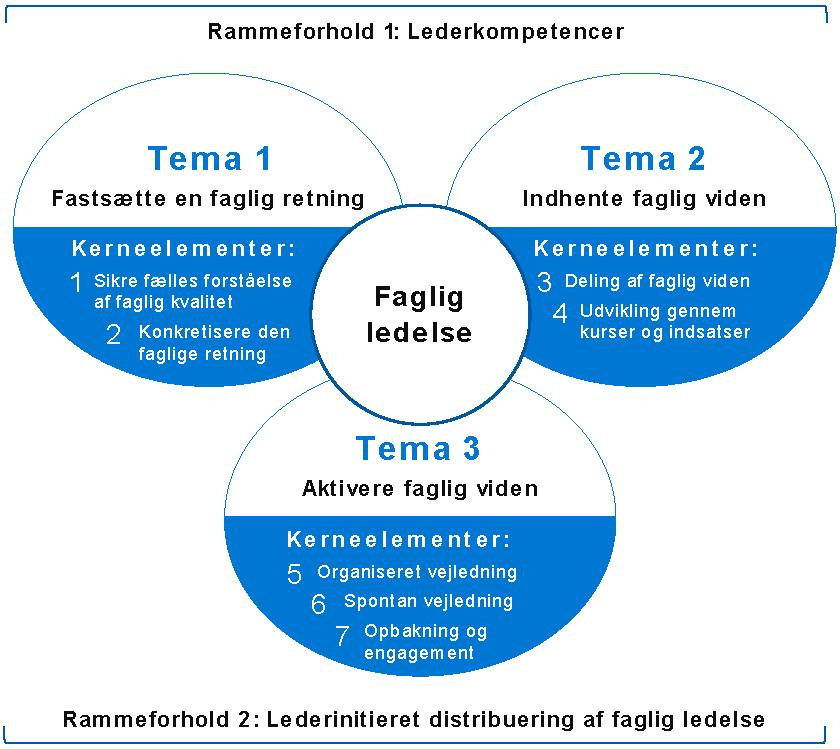 Rammeforhold 1: Lederkompetencer
Tema 1
Fastsætte en faglig retning
Kerneelementer:
1 Sikre fælles forståelse
af faglig kvalitet
2 Konkretisere den
faglige retning
Tema 2
Indhente faglig viden
Kerneelementer:
3 Deling af faglig viden
4 Udvikling gennem
kurser og indsatser
Faglig
ledelse
Tema 3
Aktivere faglig viden
Kerneelementer:
5 Organiseret vejledning
6 Spontan vejledning
7 Opbakning og
engagement
Rammeforhold 2: Lederinitieret distribuering af faglig ledelse